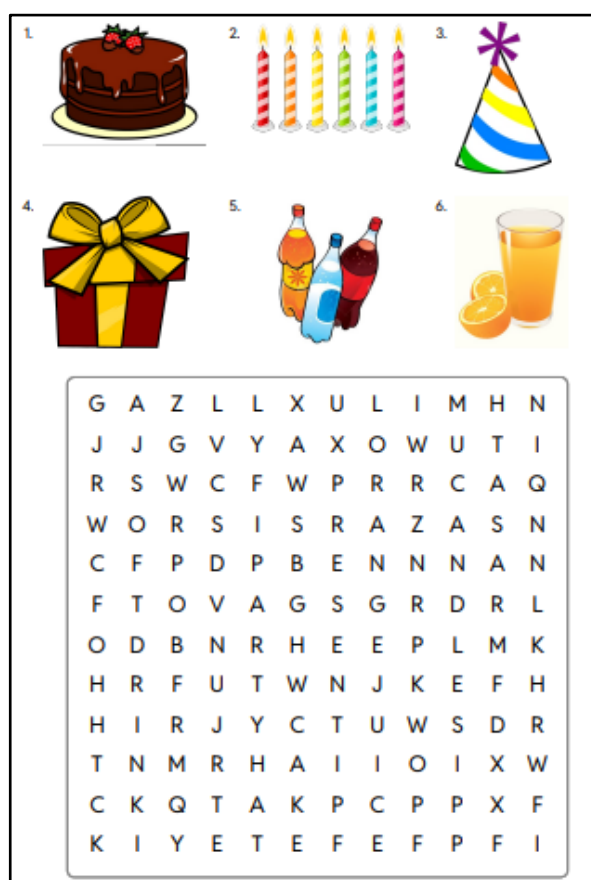 1.
2.
3.
4.
5.
6.
G A Z L L X U L I M H N
J J G V Y A X O W U T I
R S W C F W P R R C A Q
W O R S I S R A Z A S N
C F P D P B E N N N A N
F T O V A G S G R D R L
O D B N R H E E P L M K
H R F U T W N J K E F H
H I R J Y C T U W S D R
T N M R H A I I O I X W
C K Q T A K P C P P X F
K I Y E T E F E F P F I